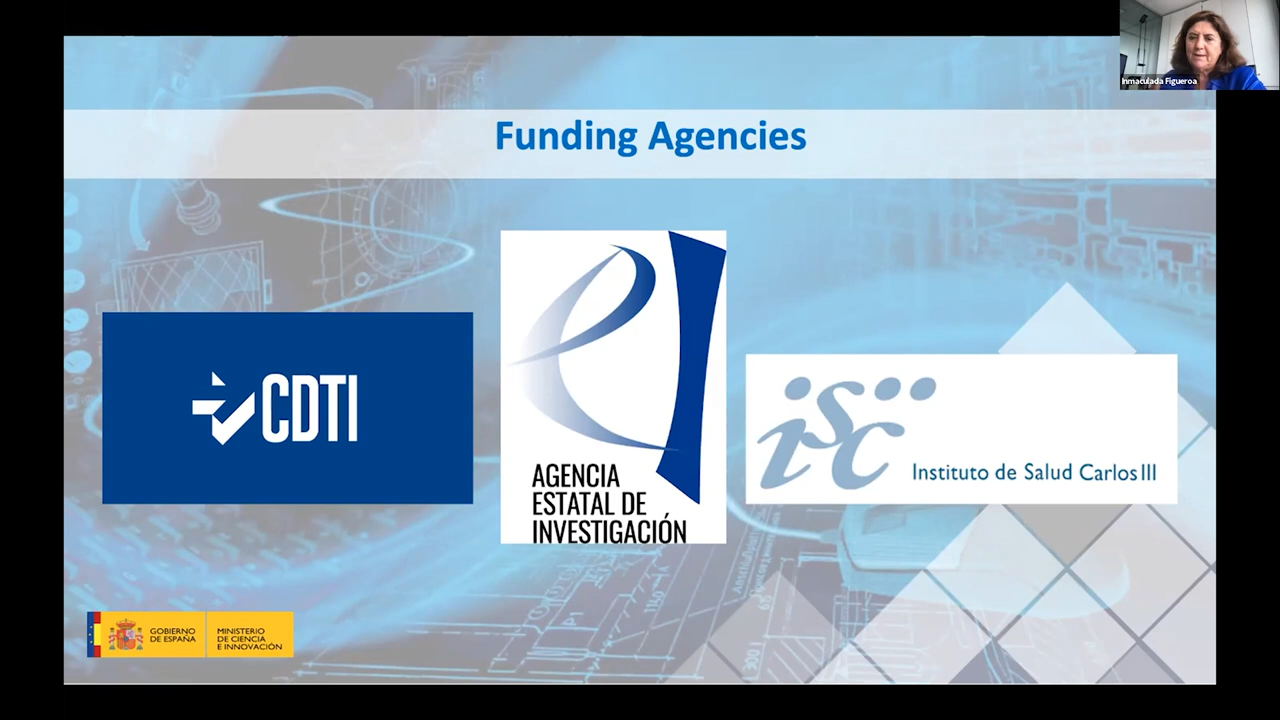 Inmaculada Figueroa
Funding Agencies
CDTI
AGENCIA
ESTATAL DE
INVESTIGACIÓN
isciii
Instituto de Salud Carlos III
GOBIERNO
DE ESPAÑA
MINISTERIO
DE CIENCIA
E INNOVACIÓN